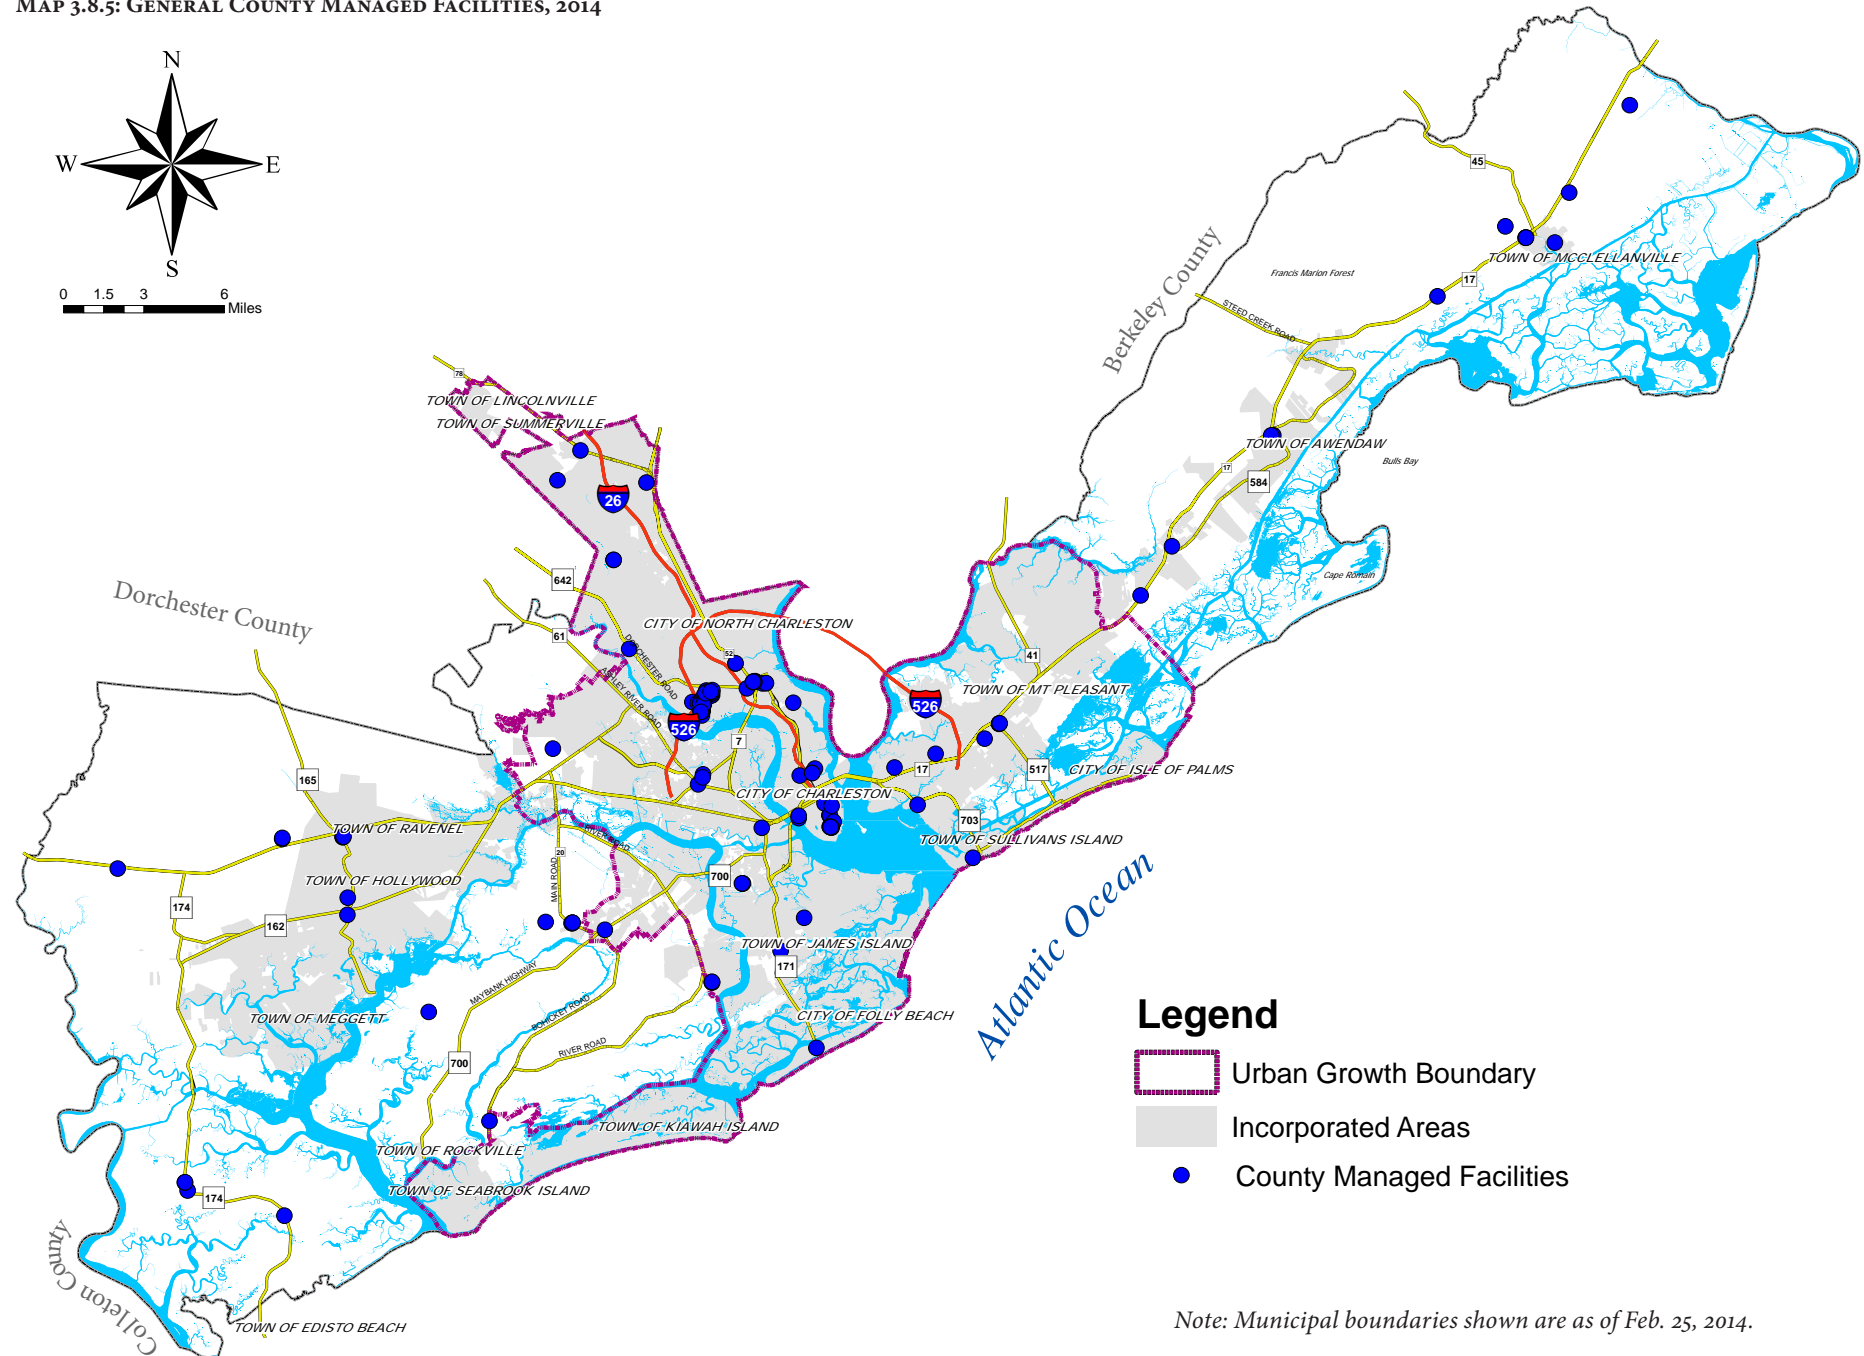 MAP 3.8.5: GENERAL COUNTY MANAGED FACILITIES, 2014
N
W
E
S
0 1.5 3 6
Miles
45
17
TOWN OF MCCLELLANVILLE
Francis Marion Forest
Berkeley County
STEED CREEK ROAD
78
TOWN OF LINCOLNVILLE
TOWN OF SUMMERVILLE
26
TOWN OF AWENDAW
Bulls Bay
17
584
Cape Romain
642
Dorchester County
61
CITY OF NORTH CHARLESTON
DORCHESTER ROAD
52
41
ASHLEY RIVER ROAD
TOWN OF MT PLEASANT
526
526
7
17
517
CITY OF ISLE OF PALMS
165
CITY OF CHARLESTON
703
TOWN OF RAVENEL
RIVER ROAD
TOWN OF SULLIVANS ISLAND
20
MAIN ROAD
TOWN OF HOLLYWOOD
700
174
162
TOWN OF JAMES ISLAND
171
Atlantic Ocean
MAYBANK HIGHWAY
BOHICKET ROAD
TOWN OF MEGGETT
CITY OF FOLLY BEACH
RIVER ROAD
700
TOWN OF KIAWAH ISLAND
TOWN OF ROCKVILLE
TOWN OF SEABROOK ISLAND
174
Colleton County
TOWN OF EDISTO BEACH
Legend
Urban Growth Boundary
Incorporated Areas
County Managed Facilities
Note: Municipal boundaries shown are as of Feb. 25, 2014.